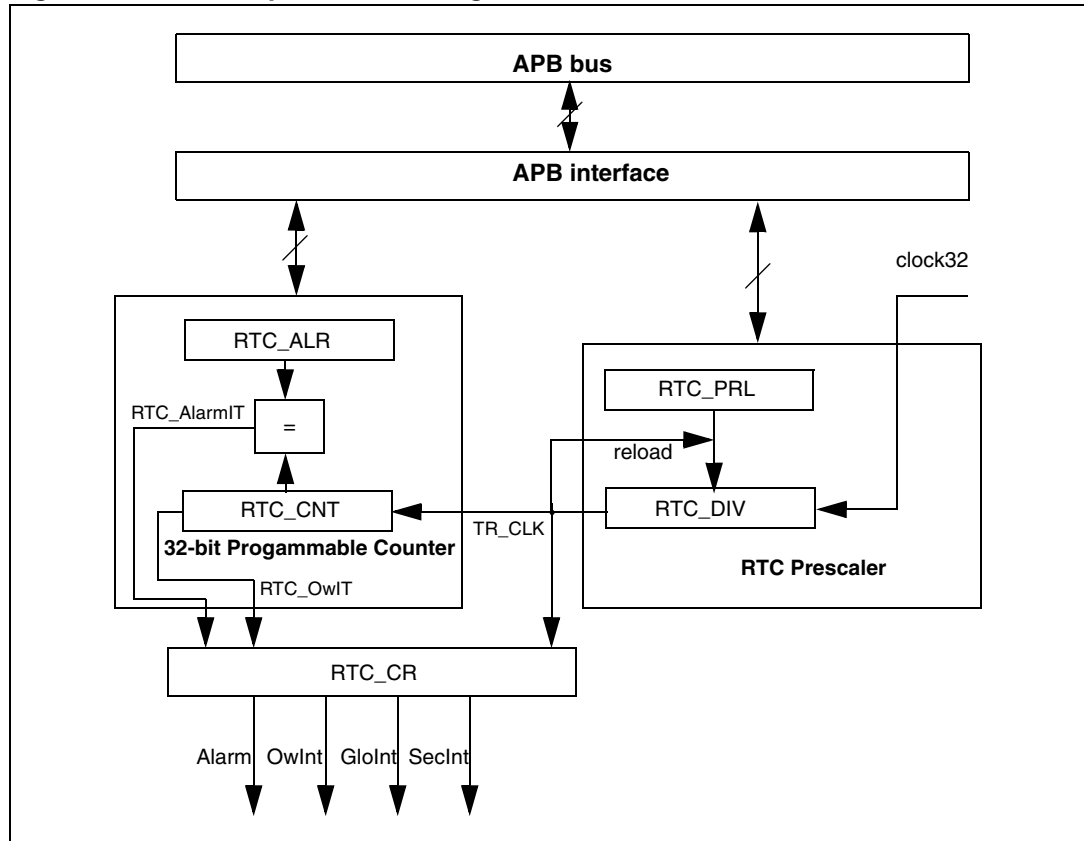 APB bus
APB interface
clock32
RTC_ALR
RTC_PRL
RTC_AlarmIT
=
reload
RTC_CNT
RTC_DIV
TR_CLK
32-bit Progammable Counter
RTC Prescaler
RTC_OwIT
RTC_CR
Alarm
OwInt
GloInt
SecInt